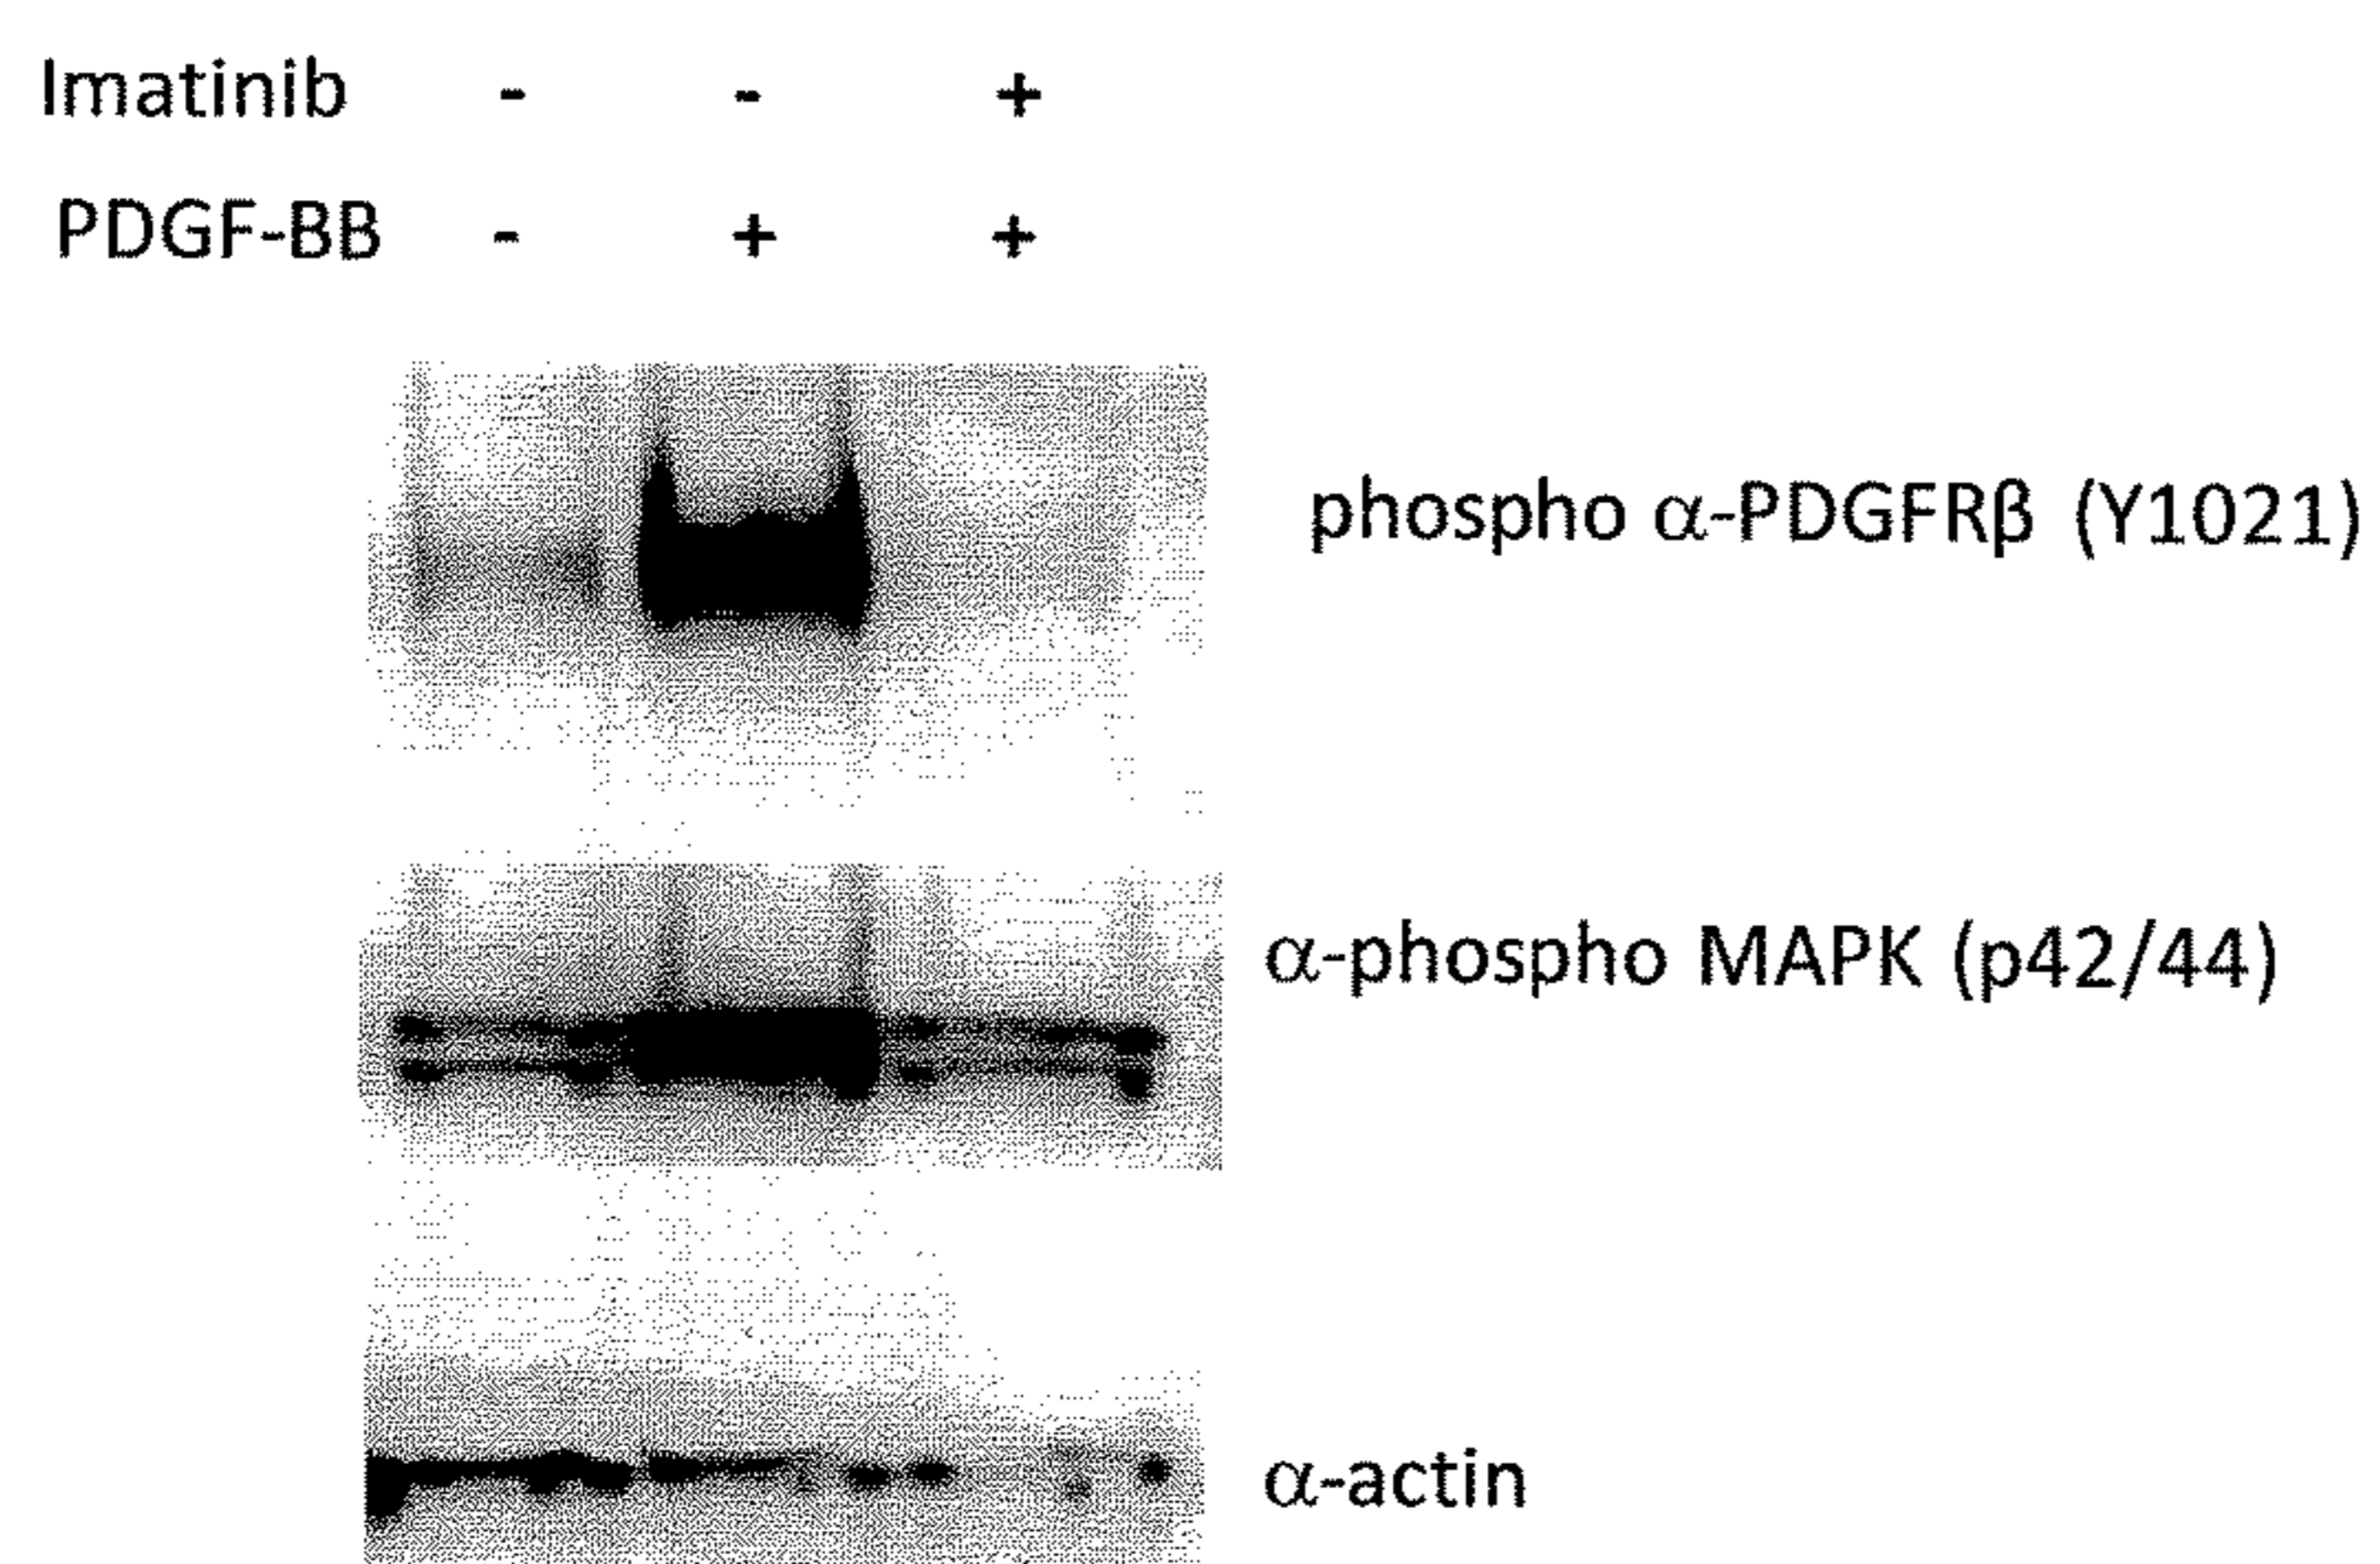 Imatinib - - +
PDGF-BB - + +
phospho α-PDGFRβ (Y1021)
α-phospho MAPK (p42/44)
α-actin